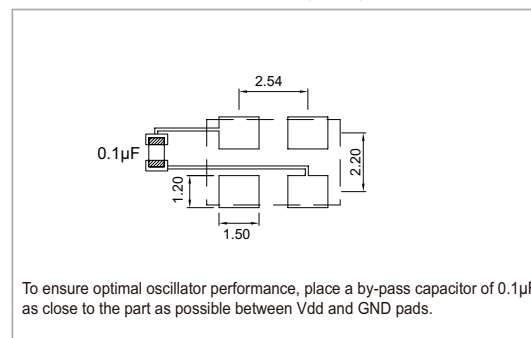 2.54
0.1µF
2.20
1.20
1.50
To ensure optimal oscillator performance, place a by-pass capacitor of 0.1µF
as close to the part as possible between Vdd and GND pads.